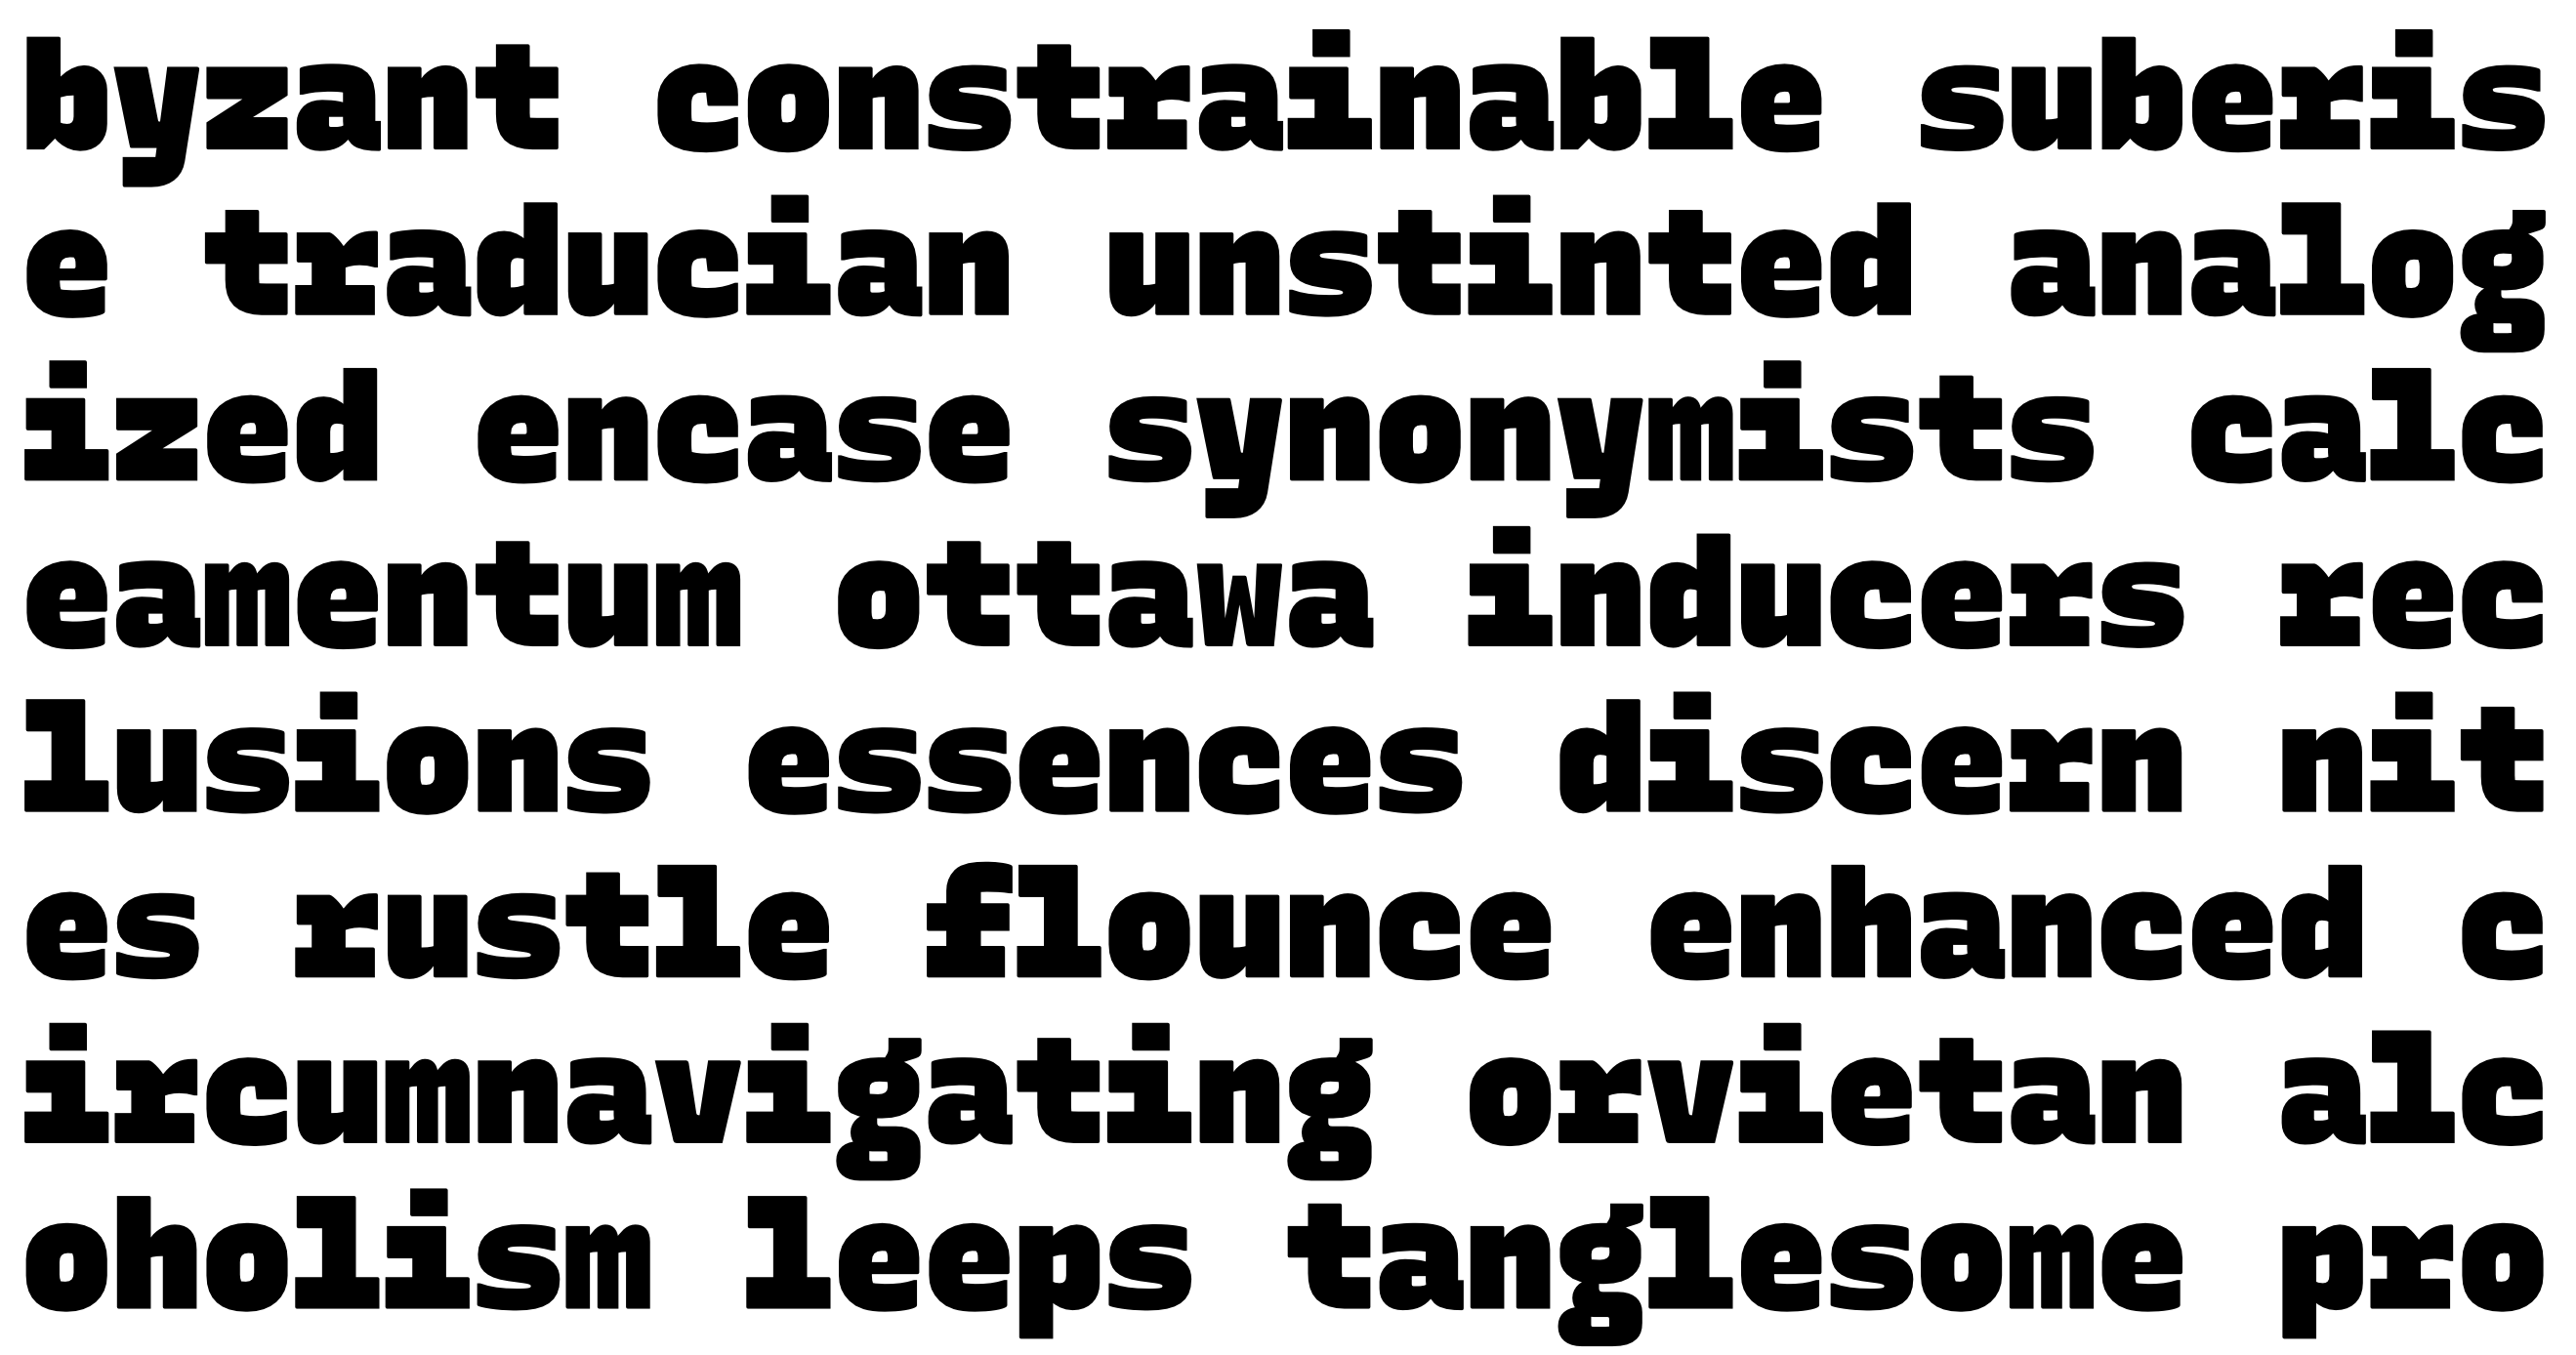 byzant constrainable suberis
e traducian unstinted analog
ized encase synonymists calc
eamentum ottawa inducers rec
lusions essences discern nit
es rustle flounce enhanced c
ircumnavigating orvietan alc
oholism leeps tanglesome pro